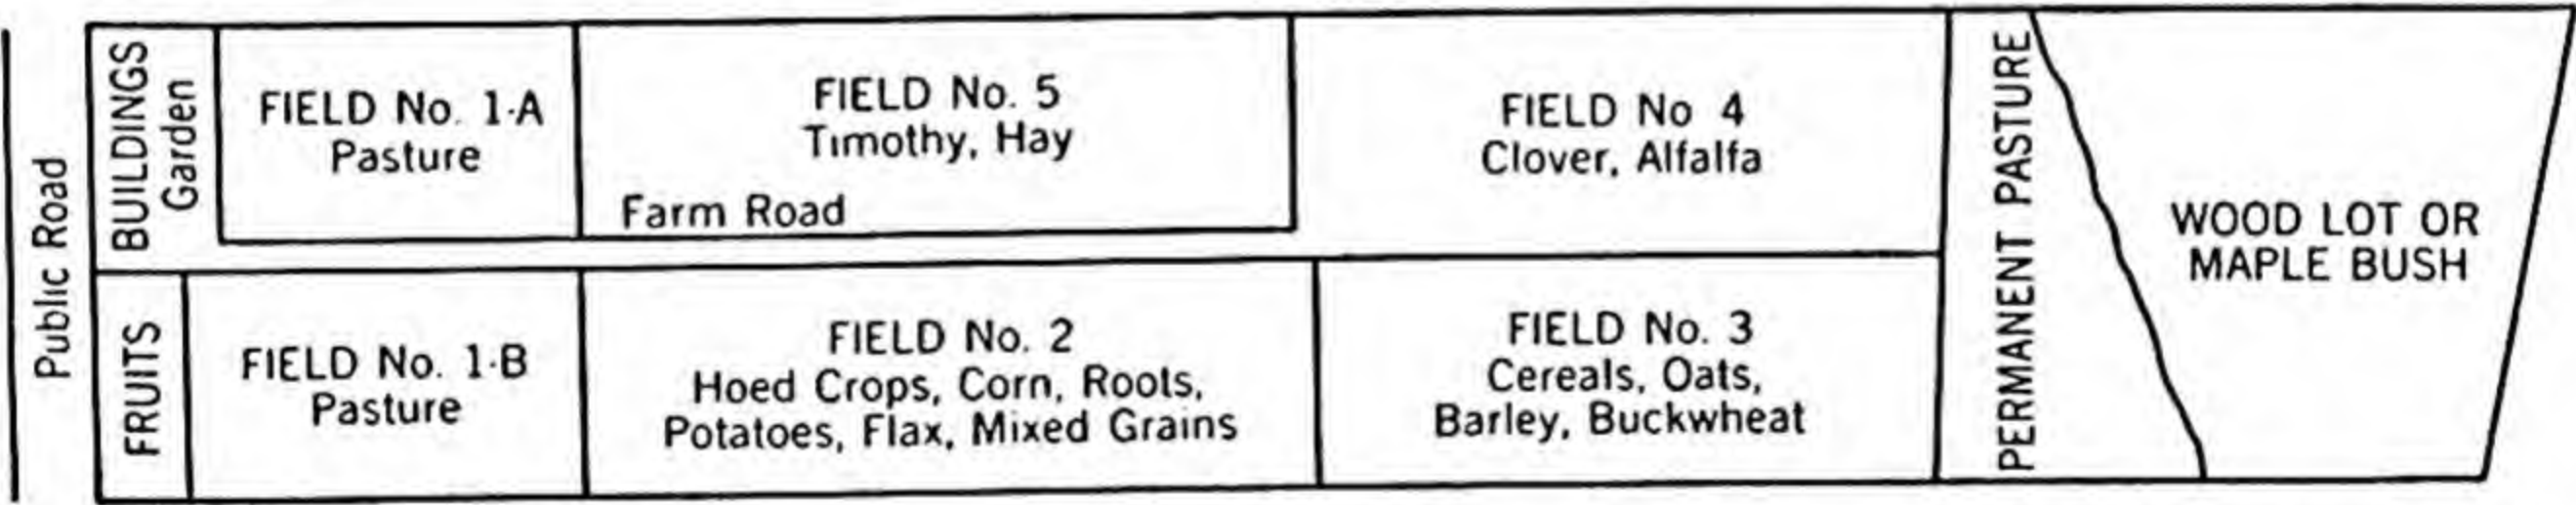 Public Road
BUILDINGS
Garden
FRUITS
FIELD No. 1-A
Pasture
FIELD No. 5
Timothy, Hay
Farm Road
FIELD No 4
Clover, Alfalfa
FIELD No. 1-B
Pasture
FIELD No. 2
Hoed Crops, Corn, Roots,
Potatoes, Flax, Mixed Grains
FIELD No. 3
Cereals, Oats,
Barley, Buckwheat
PERMANENT PASTURE
WOOD LOT OR
MAPLE BUSH